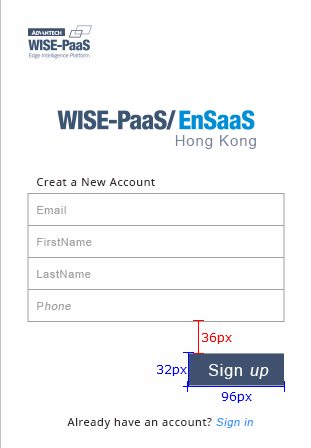 ADVANTECH
WISE-PaaS
Edge Intelligence Platform
WISE-PaaS/ EnSaaS
Hong Kong
Creat a New Account
Email
FirstName
LastName
Phone
36px
32px
Sign up
96px
Already have an account? Sign in